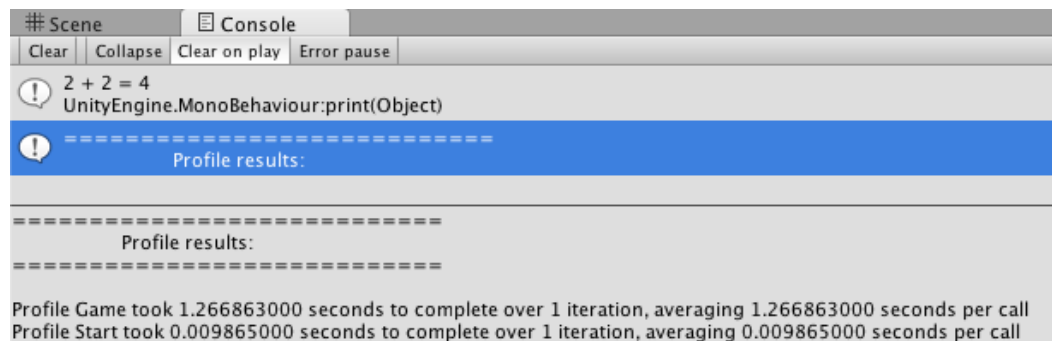 Scene Console
Clear Collapse Clear on play Error pause
2 + 2 = 4
UnityEngine.MonoBehaviour:print(Object)
============================
Profile results:
============================
Profile results:
============================
Profile Game took 1.266863000 seconds to complete over 1 iteration, averaging 1.266863000 seconds per call
Profile Start took 0.009865000 seconds to complete over 1 iteration, averaging 0.009865000 seconds per call